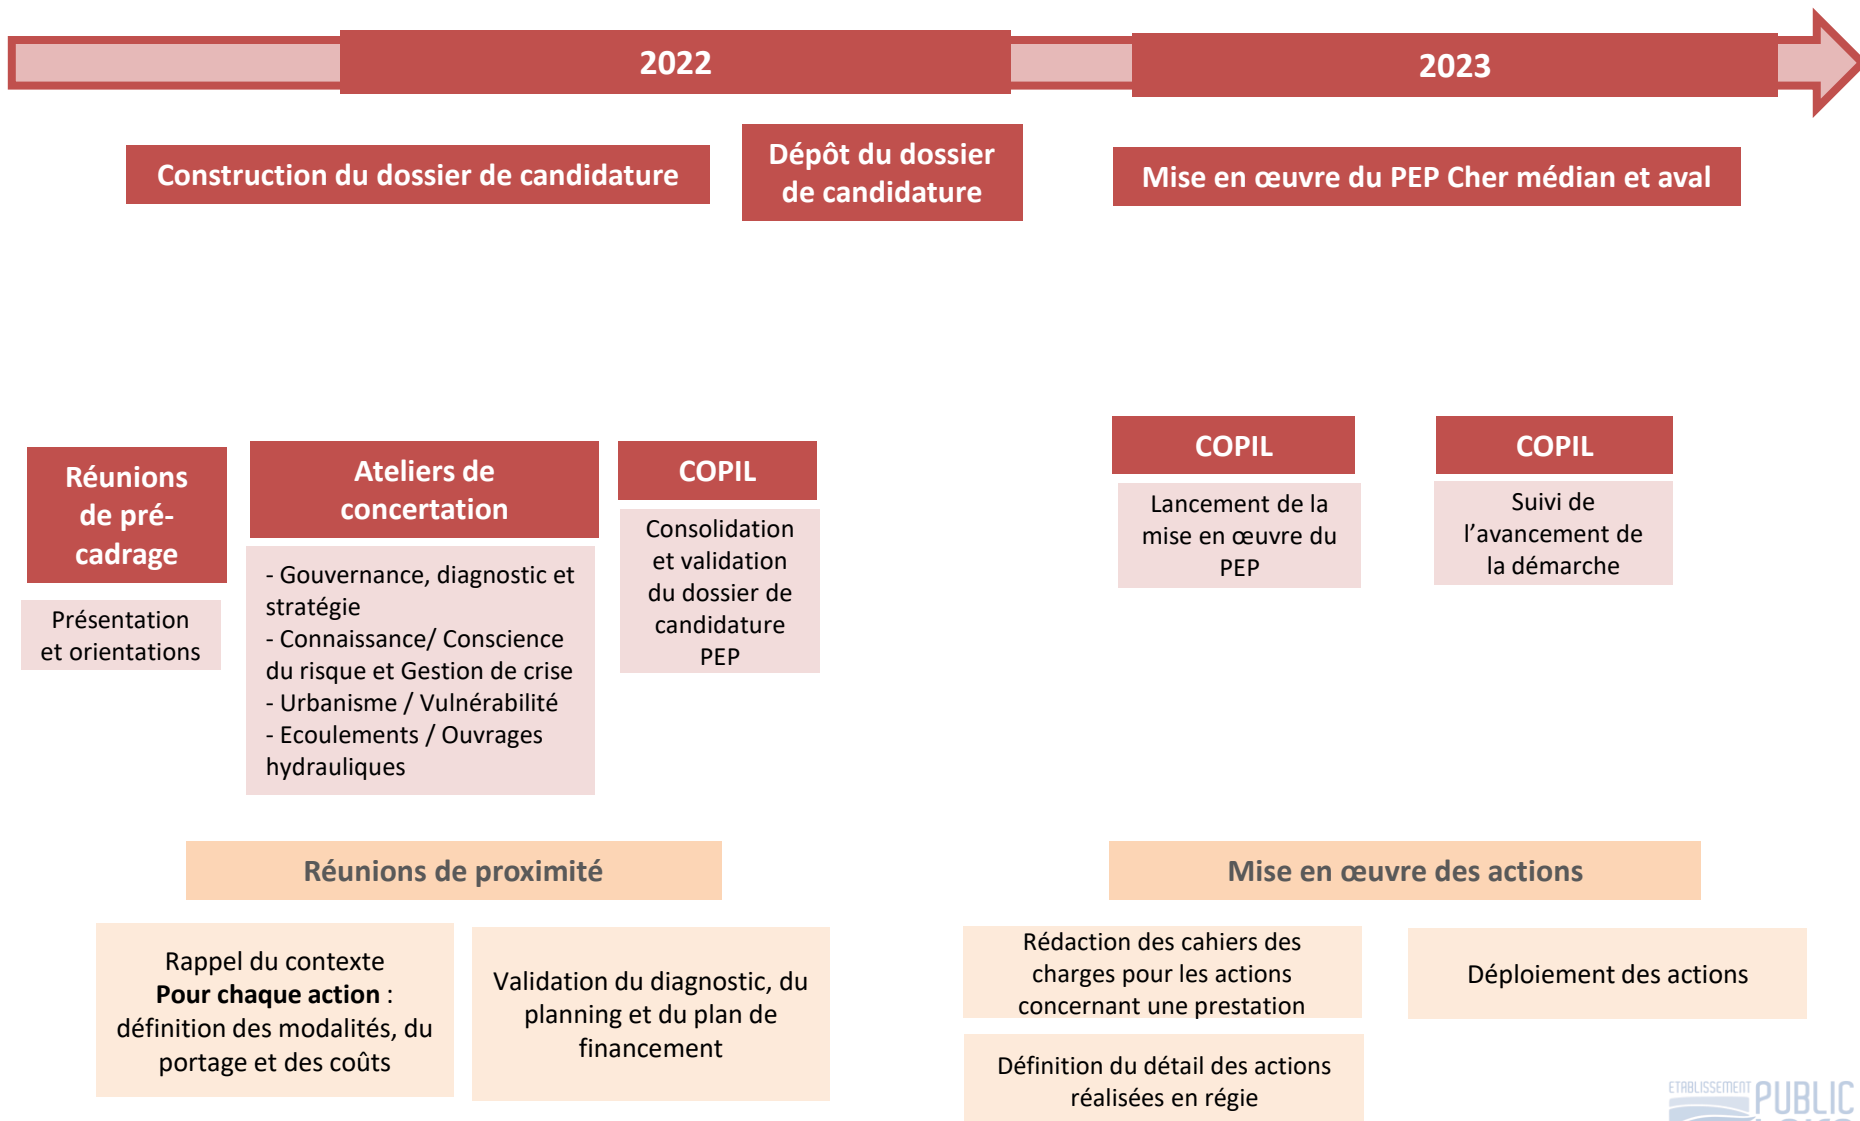 2022
2023
Construction du dossier de candidature
Dépôt du dossier
de candidature
Mise en œuvre du PEP Cher médian et aval
Réunions
de pré-
cadrage
Présentation
et orientations
Ateliers de
concertation
- Gouvernance, diagnostic et
stratégie
- Connaissance/ Conscience
du risque et Gestion de crise
- Urbanisme / Vulnérabilité
- Ecoulements / Ouvrages
hydrauliques
COPIL
Consolidation
et validation
du dossier de
candidature
PEP
COPIL
Lancement de la
mise en œuvre du
PEP
COPIL
Suivi de
l’avancement de
la démarche
Réunions de proximité
Rappel du contexte
Pour chaque action :
définition des modalités, du
portage et des coûts
Validation du diagnostic, du
planning et du plan de
financement
Mise en œuvre des actions
Rédaction des cahiers des
charges pour les actions
concernant une prestation
Définition du détail des actions
réalisées en régie
Déploiement des actions
ETABLISSEMENT
PUBLIC